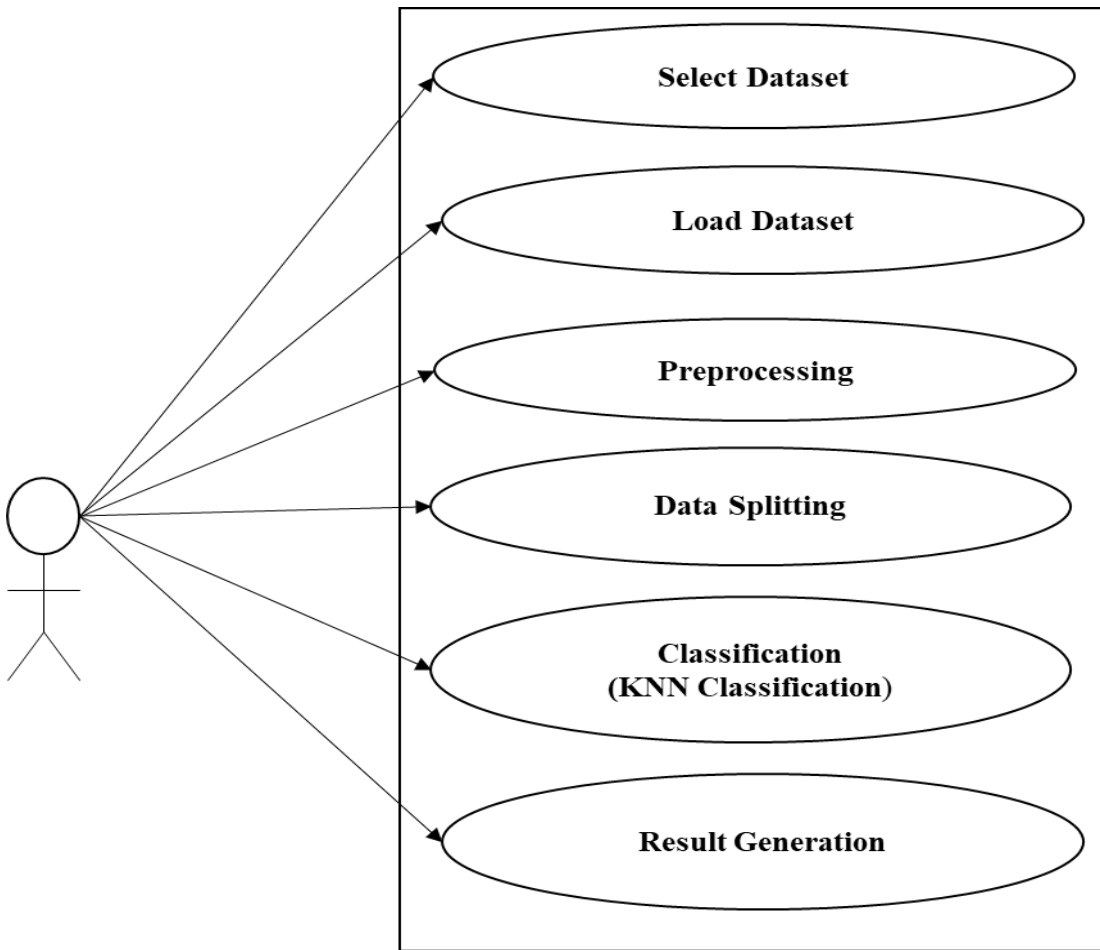 Select Dataset
Load Dataset
Preprocessing
Data Splitting
Classification
(KNN Classification)
Result Generation